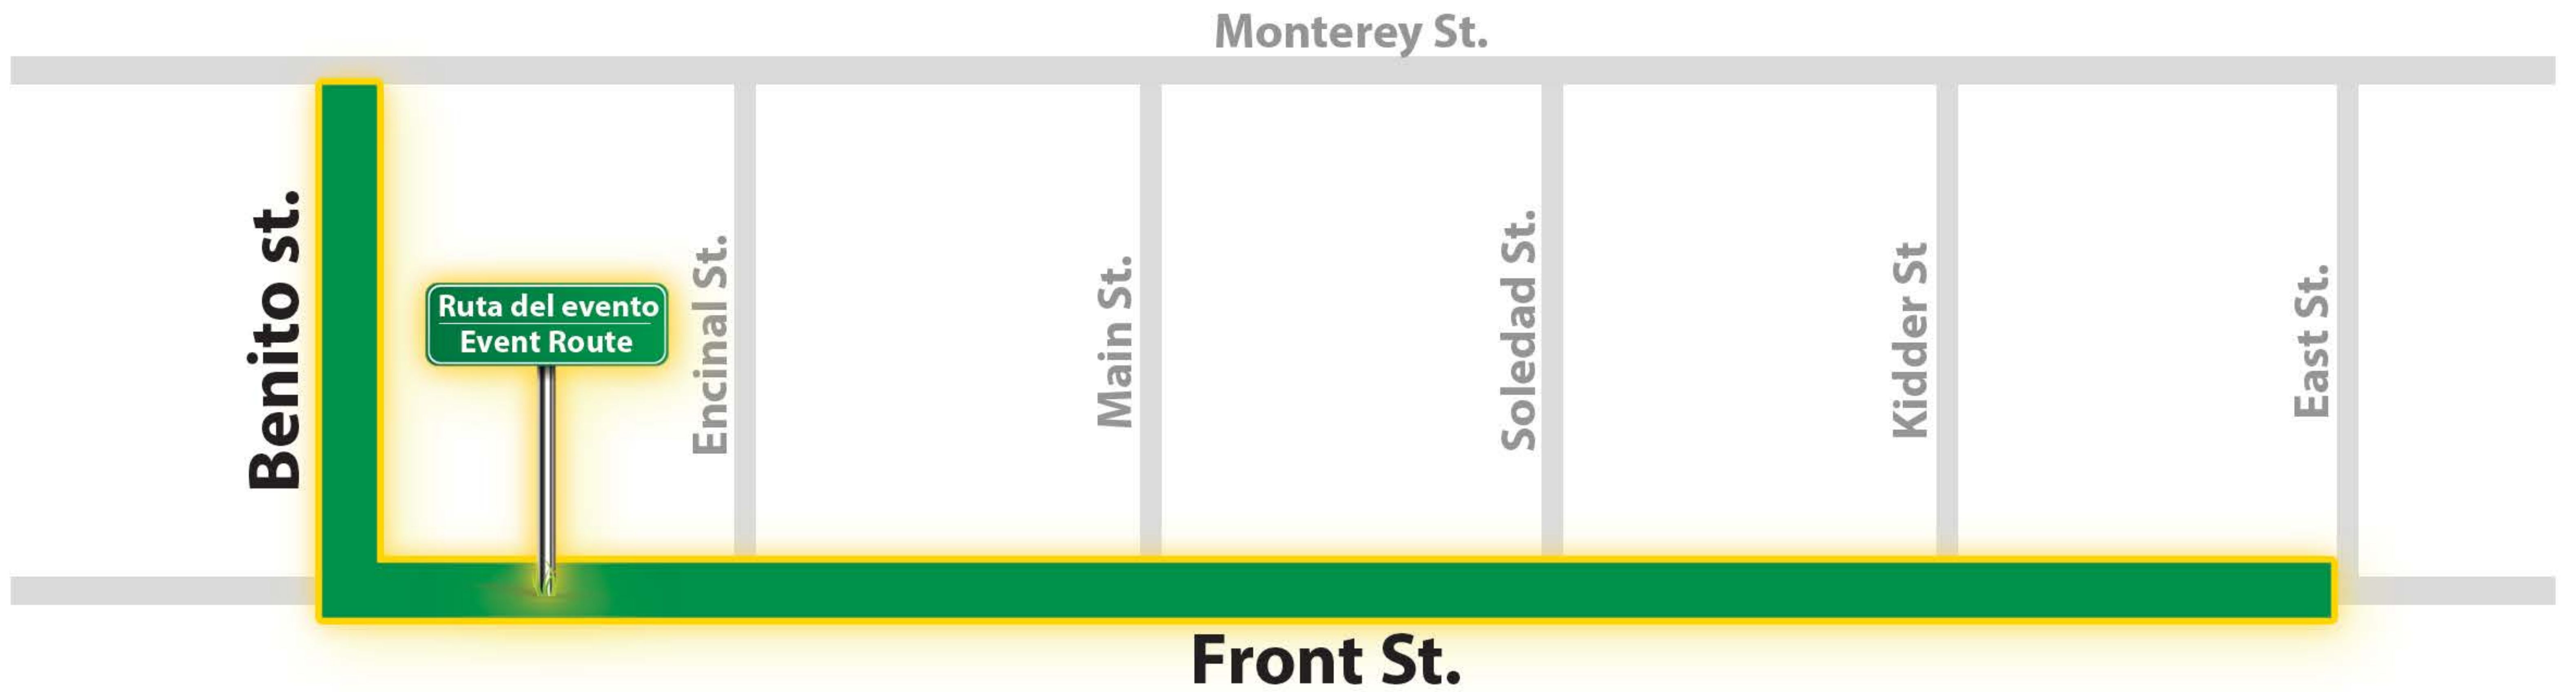 Monterey St.
Benito st.
Ruta del evento
Event Route
Encinal St.
Main St.
Soledad St.
Kidder St
East St.
Front St.